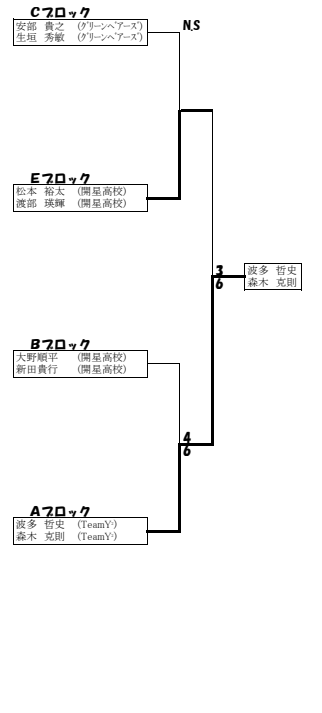 Cブロック
安部 貴之 (グリーンベアーズ)
生垣 秀敏 (グリーンベアーズ)
N.S
Eブロック
松本 裕太 (開星高校)
渡部 瑛輝 (開星高校)
3
6
波多 哲史
森木 克則
Bブロック
大野順平 (開星高校)
新田貴行 (開星高校)
4
6
Aブロック
波多 哲史 (TeamY²)
森木 克則 (TeamY²)